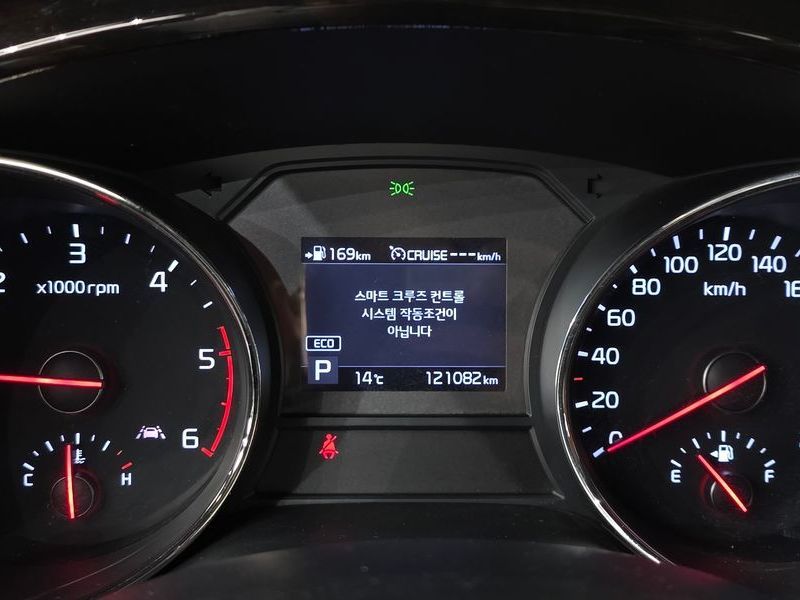 169km CRUISE ---km/h
스마트 크루즈 컨트롤
시스템 작동조건이
아닙니다
ECO
P
14℃ 121082km
2
3
4
5
6
x1000rpm
C H
0
20
40
60
80
100
120
140
16
km/h
E F